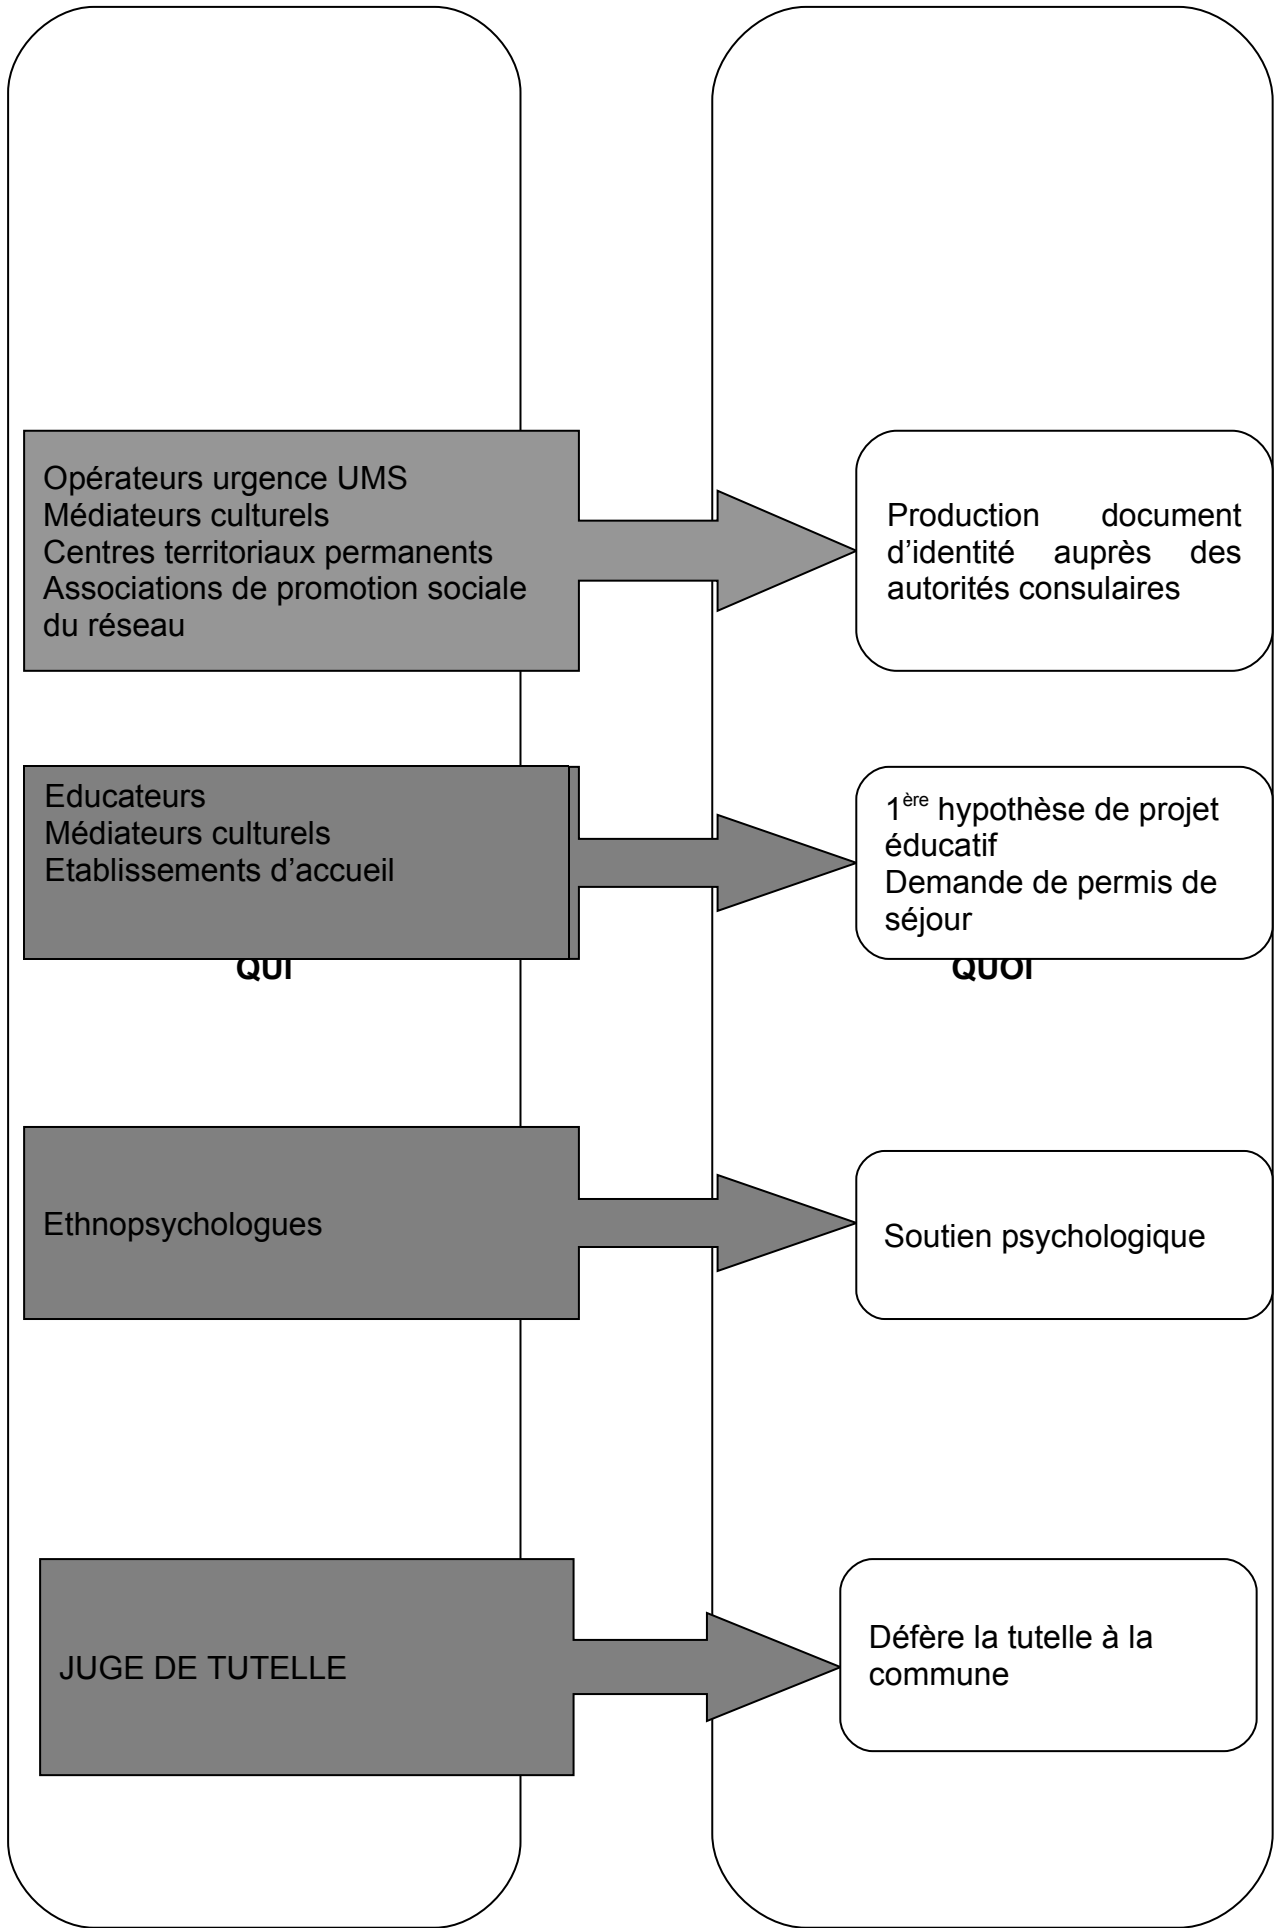 Opérateurs urgence UMS
Médiateurs culturels
Centres territoriaux permanents
Associations de promotion sociale
du réseau
Production document
d’identité auprès des
autorités consulaires
Educateurs
Médiateurs culturels
Etablissements d’accueil
1ère hypothèse de projet
éducatif
Demande de permis de
séjour
QUI
QUOI
Ethnopsychologues
Soutien psychologique
JUGE DE TUTELLE
Défère la tutelle à la
commune